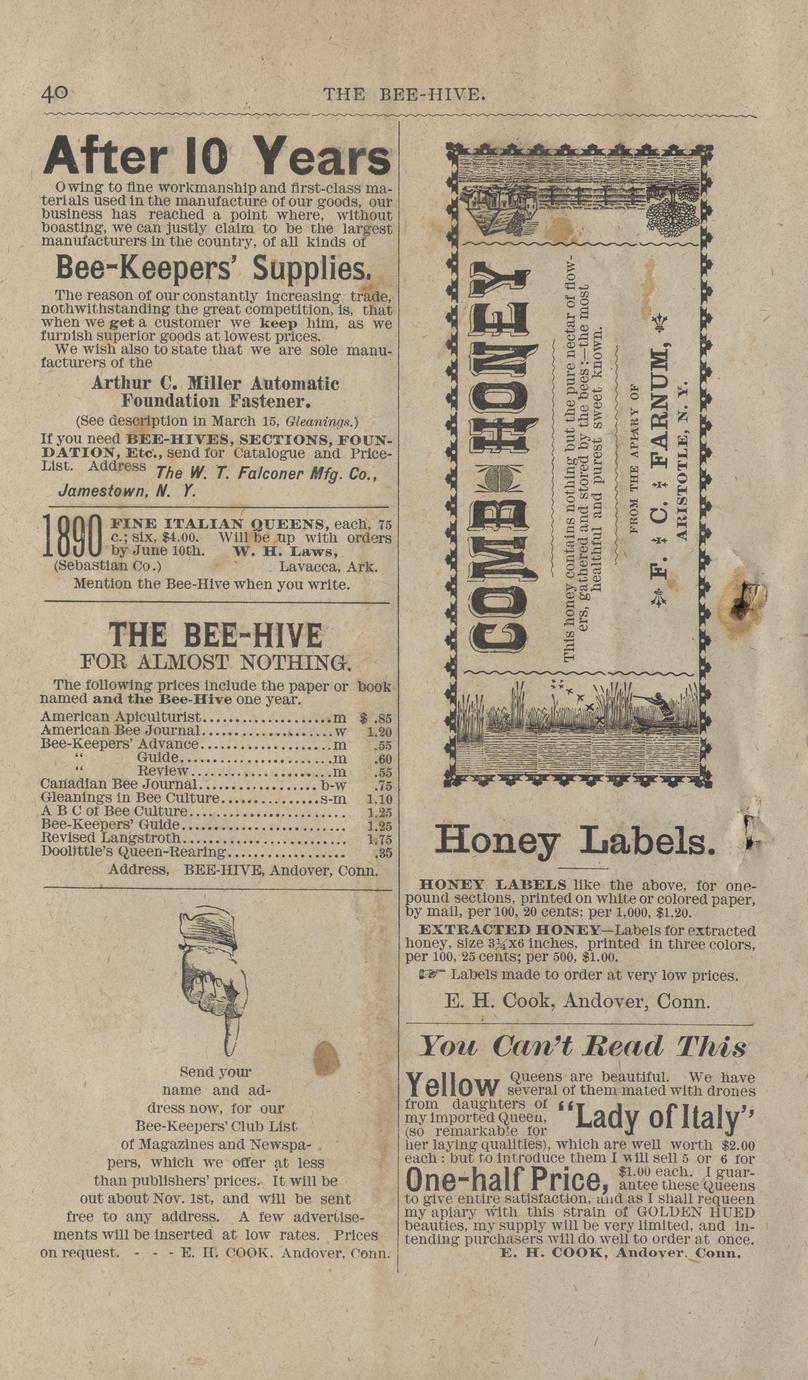 40
THE BEE-HIVE.
After 10 Years
Owing to fine workmanship and first-class ma-
terials used in the manufacture of our goods, our
business has reached a point where, without
boasting, we can justly claim to be the largest
manufacturers in the country, of all kinds of
Bee-Keepers' Supplies.
The reason of our constantly increasing trade,
nothwithstanding the great competition, is, that
when we get a customer we keep him, as we
furnish superior goods at lowest prices.
We wish also to state that we are sole manu-
facturers of the
Arthur C. Miller Automatic
Foundation Fastener.
(See description in March 15, Gleanings.)
If you need BEE-HIVES, SECTIONS, FOUN-
DATION, Etc., send for Catalogue and Price-
List. Address The W. T. Falconer Mfg. Co.,
Jamestown, N. Y.
1890 FINE ITALIAN QUEENS, each, 75
c.; six, $4.00. Will be up with orders
by June 10th. W. H. Laws,
(Sebastian Co.) Lavacca, Ark.
Mention the Bee-Hive when you write.
THE BEE-HIVE
FOR ALMOST NOTHING.
The following prices include the paper or book
named and the Bee-Hive one year.
American Apiculturist....................m $ .85
American Bee Journal....................w 1.20
Bee-Keepers' Advance....................m .55
" Guide.......................m .60
" Review......................m .55
Canadian Bee Journal.................. b-w .75
Gleanings in Bee Culture...............s-m 1.10
A B C of Bee Culture........................ 1.25
Bee-Keepers' Guide......................... 1.25
Revised Langstroth......................... 1.75
Doolittle's Queen-Rearing.................. .35
Address, BEE-HIVE, Andover, Conn.
Send your
name and ad-
dress now, for our
Bee-Keepers' Club List
of Magazines and Newspa-
pers, which we offer at less
than publishers' prices. It will be
out about Nov. 1st, and will be sent
free to any address. A few advertise-
ments will be inserted at low rates. Prices
on request. - - - E. H. COOK, Andover, Conn.
COMB HONEY
This honey contains nothing but the pure nectar of flow-
ers, gathered and stored by the bees:—the most
healthful and purest sweet known.
FROM THE APIARY OF
F. C. FARNUM,
ARISTOTLE, N. Y.
Honey Labels.
HONEY LABELS like the above, for one-
pound sections, printed on white or colored paper,
by mail, per 100, 20 cents; per 1,000, $1.20.
EXTRACTED HONEY—Labels for extracted
honey, size 3¼x6 inches, printed in three colors,
per 100, 25 cents; per 500, $1.00.
☞ Labels made to order at very low prices.
E. H. Cook, Andover, Conn.
You Can't Read This
Yellow Queens are beautiful. We have
several of them mated with drones
from daughters of
my imported Queen, "Lady of Italy"
(so remarkable for
her laying qualities), which are well worth $2.00
each: but to introduce them I will sell 5 or 6 for
One-half Price, $1.00 each. I guar-
antee these Queens
to give entire satisfaction, and as I shall requeen
my apiary with this strain of GOLDEN HUED
beauties, my supply will be very limited, and in-
tending purchasers will do well to order at once.
E. H. COOK, Andover, Conn.